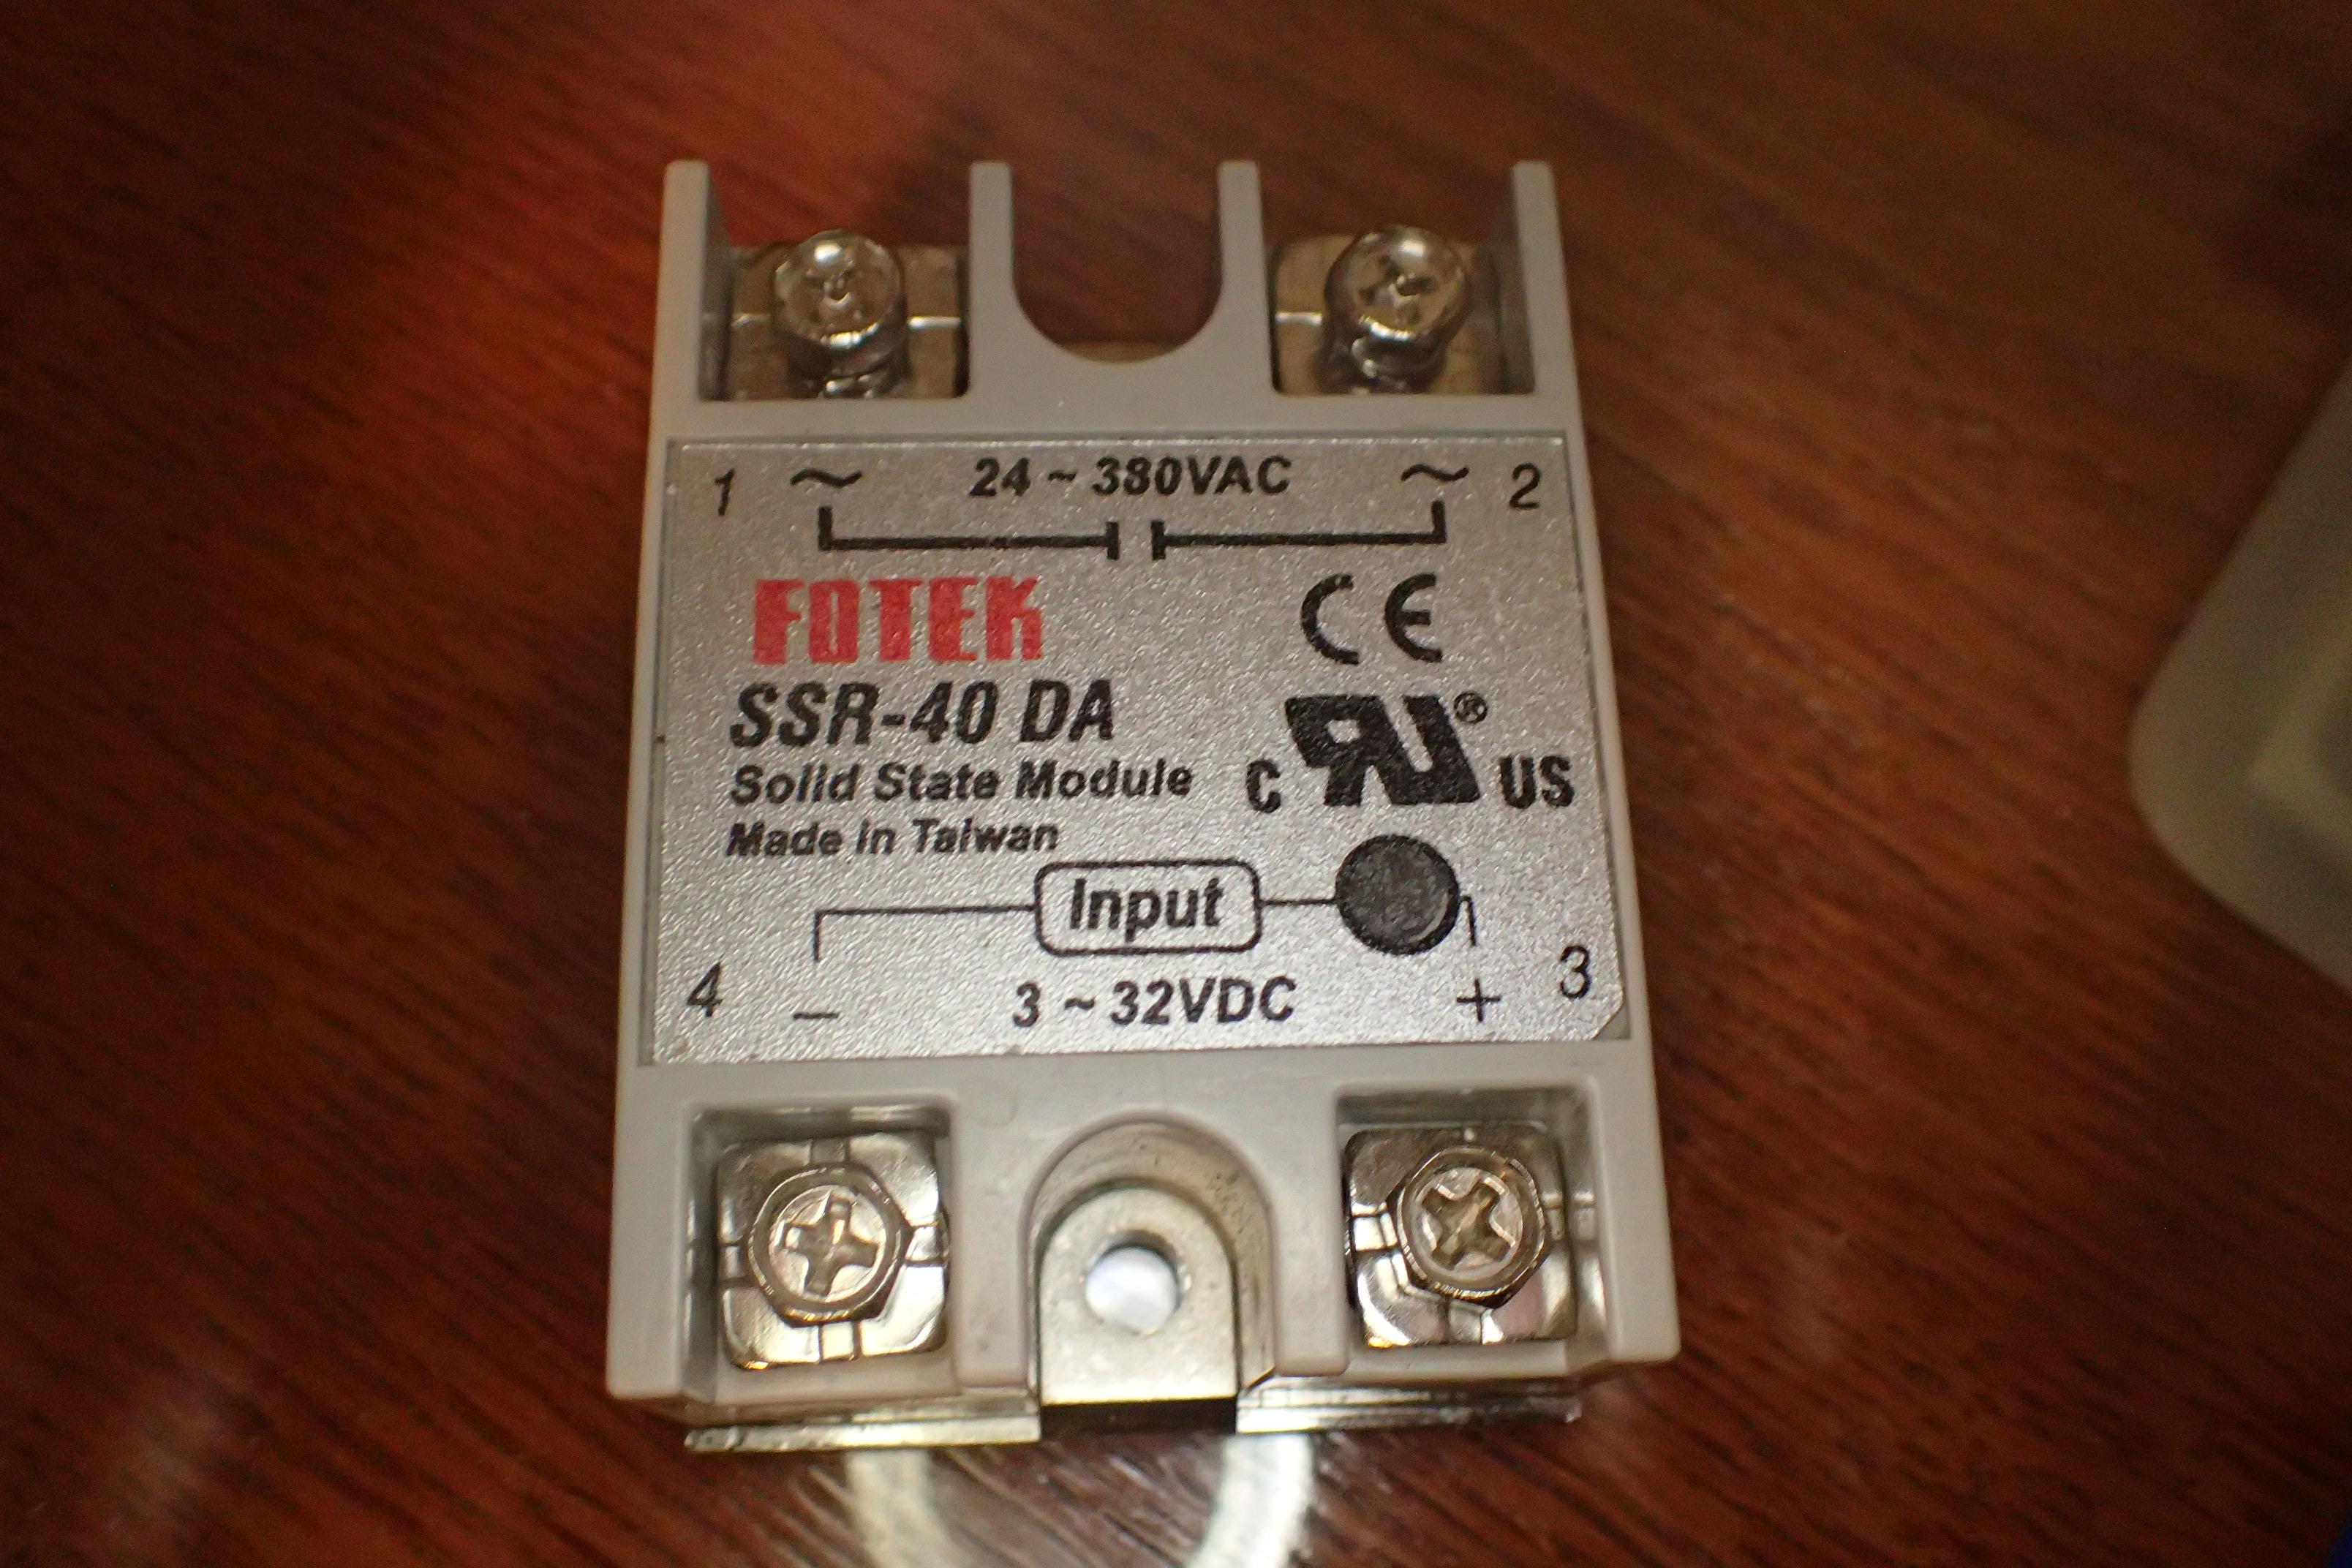 1 ~ 24 ~ 380VAC ~ 2
FOTEK CE
SSR-40 DA
Solid State Module C RU® US
Made in Taiwan
Input
4 – 3 ~ 32VDC + 3